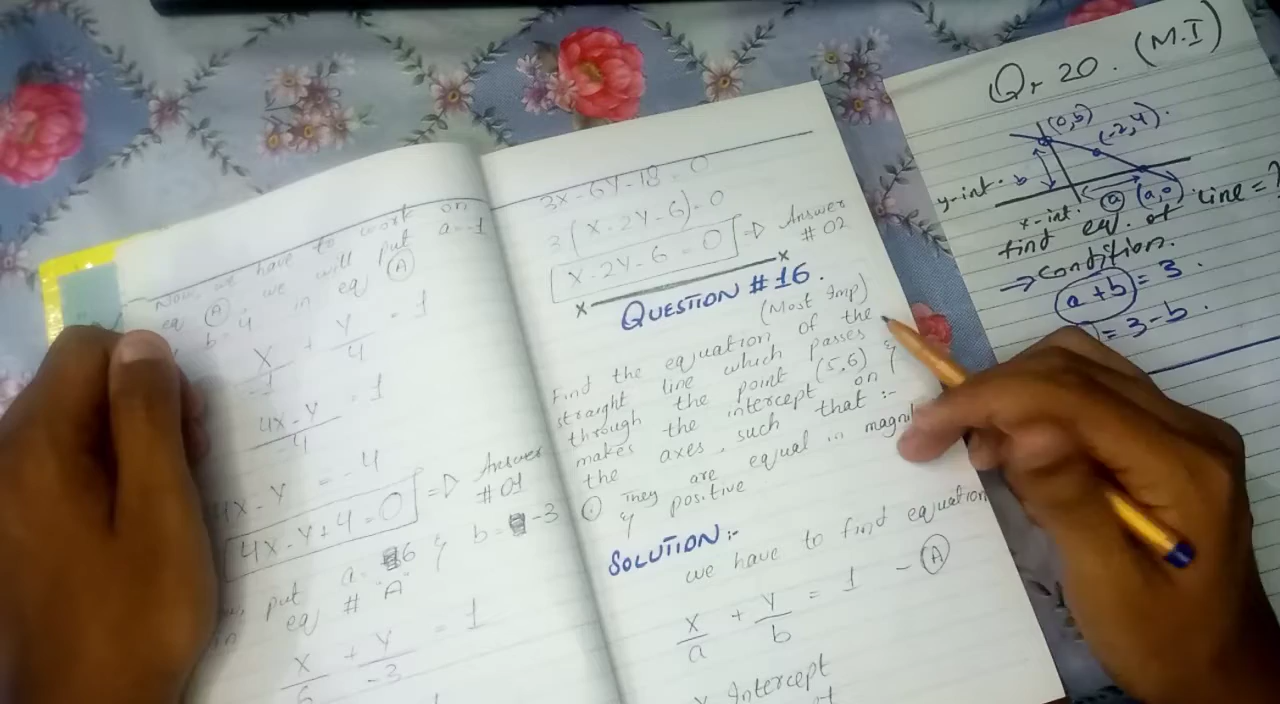 Now, we have to work on
eq (A), we will put a=-1
b=4 in eq (A)
x/-1 + y/4 = 1
4x-y/-4 = 1
4x - y = -4
4x-y+4=0 ⇒ Answer #01
put a=6 & b=-3
in eq # "A"
x/6 + y/-3 = 1
3x-6y-18=0
3(x-2y-6)=0
x-2y-6=0 ⇒ Answer #02
QUESTION #16.
(Most Imp)
Find the equation of the
straight line which passes
through the point (5,6) &
makes the intercept on
the axes, such that:-
(i) They are equal in
& positive
SOLUTION:-
we have to find equation
x/a + y/b = 1 - (A)
Intercept
Q. 20. (M.I)
(0,b)
(-2,4).
y-int. b
x-int. (a) (a,0)
find eq. of line = ?
→ condition.
a+b = 3.
= 3-b.